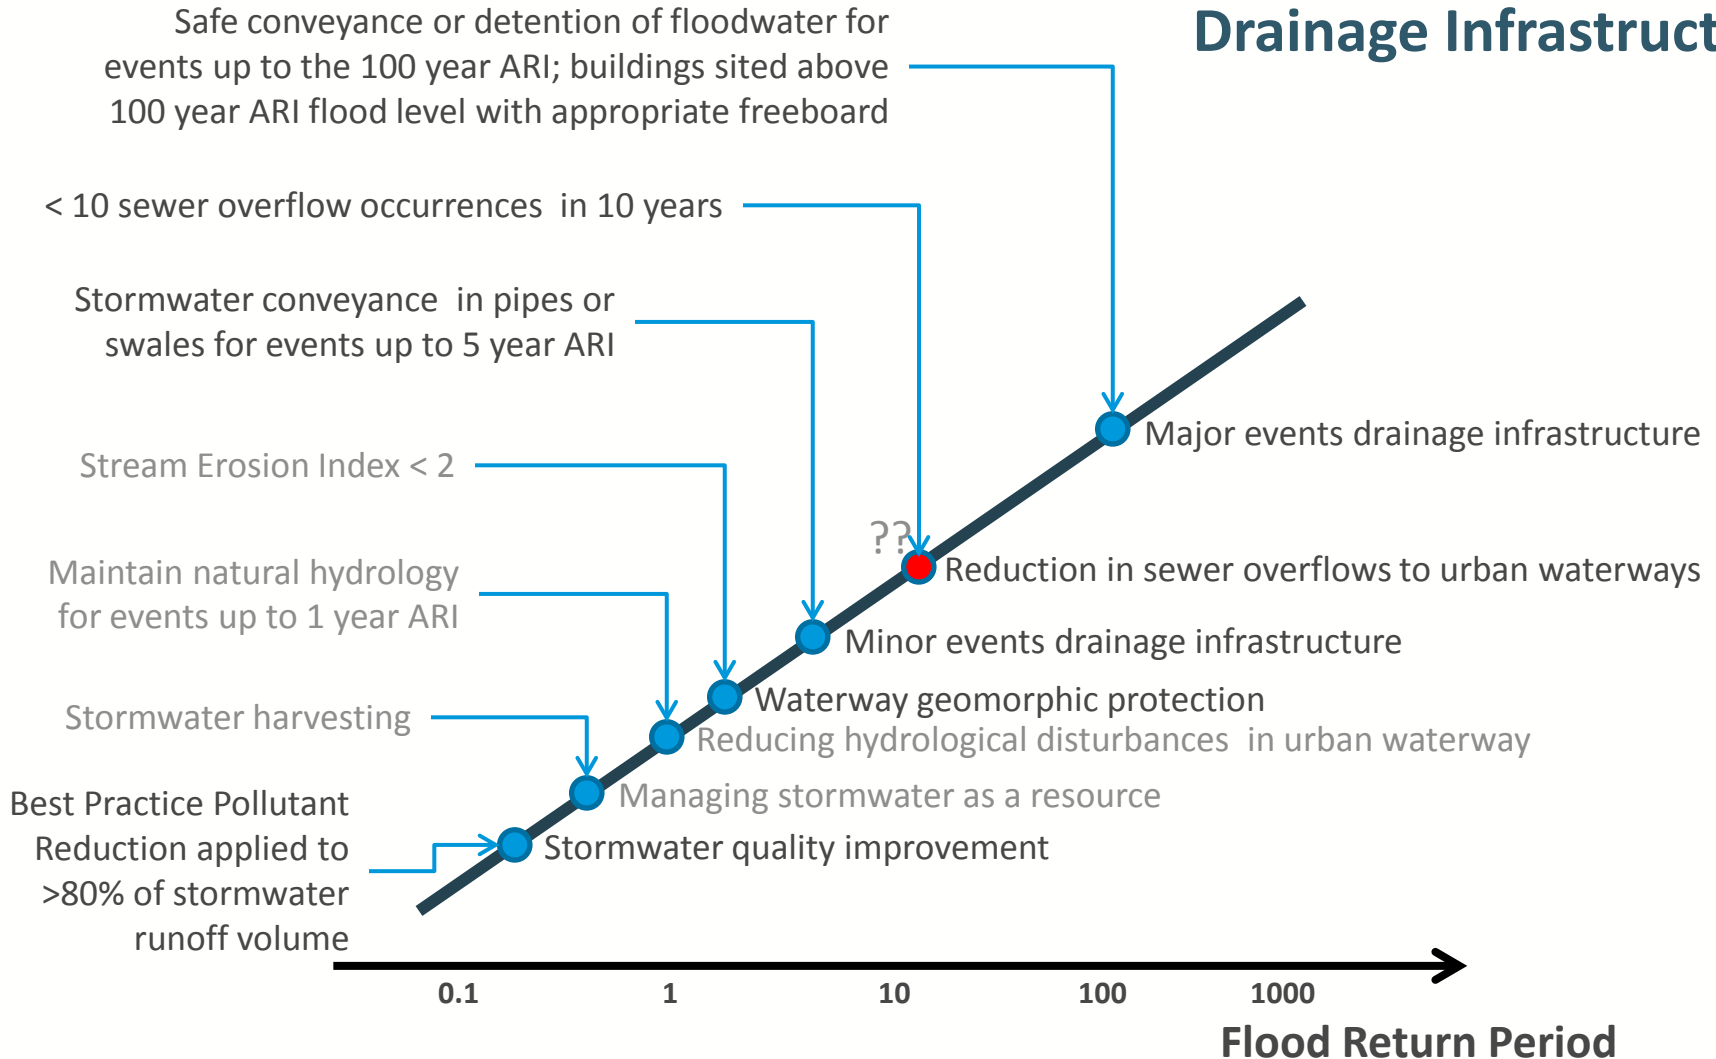 Drainage Infrastruct
Safe conveyance or detention of floodwater for
events up to the 100 year ARI; buildings sited above
100 year ARI flood level with appropriate freeboard
< 10 sewer overflow occurrences in 10 years
Stormwater conveyance in pipes or
swales for events up to 5 year ARI
Major events drainage infrastructure
Stream Erosion Index < 2
??
Reduction in sewer overflows to urban waterways
Maintain natural hydrology
for events up to 1 year ARI
Minor events drainage infrastructure
Waterway geomorphic protection
Stormwater harvesting
Reducing hydrological disturbances in urban waterway
Managing stormwater as a resource
Best Practice Pollutant
Reduction applied to
>80% of stormwater
runoff volume
Stormwater quality improvement
0.1 1 10 100 1000
Flood Return Period